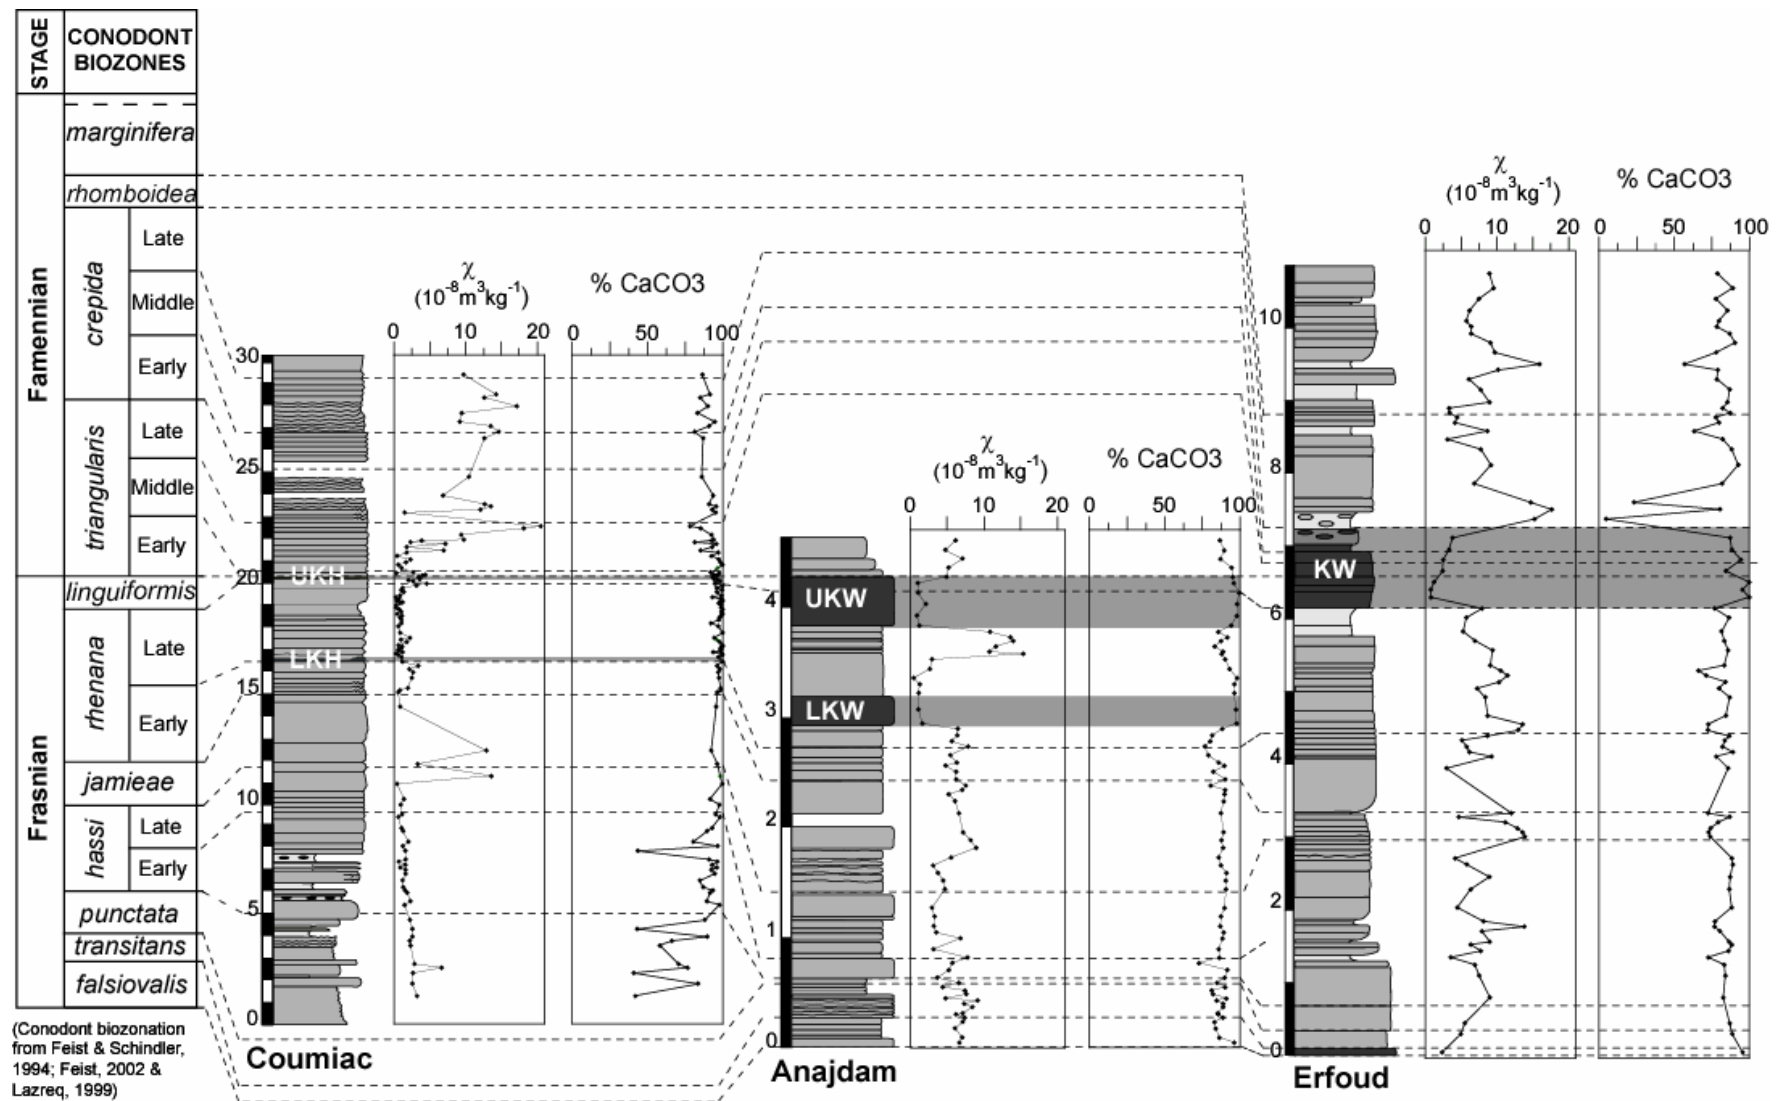 STAGE
CONODONT
BIOZONES
Famennian
marginifera
rhomboidea
crepida
Late
Middle
Early
triangularis
Late
Middle
Early
Frasnian
linguiformis
rhenana
Late
Early
jamieae
hassi
Late
Early
punctata
transitans
falsiovalis
(Conodont biozonation
from Feist & Schindler,
1994; Feist, 2002 &
Lazreq, 1999)
χ
(10⁻⁸m³kg⁻¹)
% CaCO3
0 10 20
0 50 100
30
25
20
15
10
5
0
UKH
LKH
Coumiac
χ
(10⁻⁸m³kg⁻¹)
% CaCO3
0 10 20
0 50 100
4
3
2
1
0
UKW
LKW
Anajdam
χ
(10⁻⁸m³kg⁻¹)
% CaCO3
0 10 20
0 50 100
10
8
6
4
2
0
KW
Erfoud